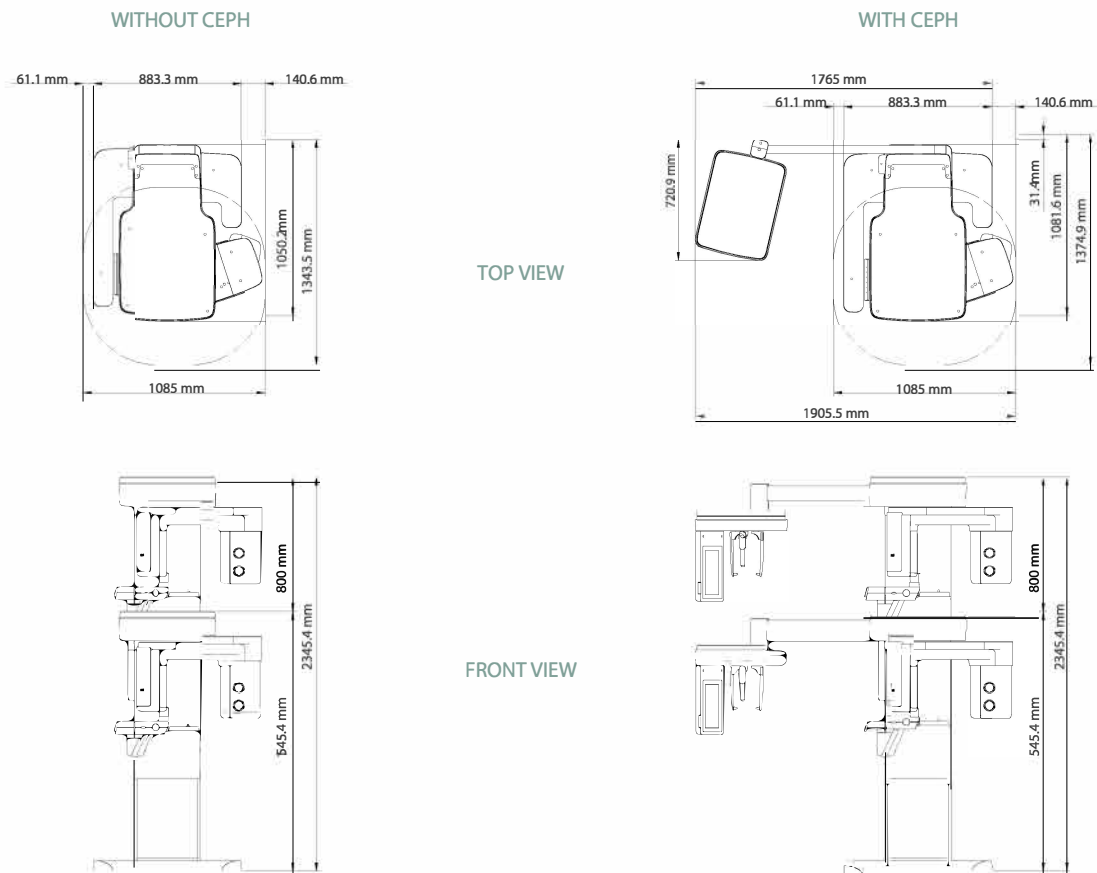 WITHOUT CEPH
WITH CEPH
61.1 mm
883.3 mm
140.6 mm
1050.2mm
1343.5 mm
1085 mm
1765 mm
61.1 mm
883.3 mm
140.6 mm
720.9 mm
31.4mm
1081.6 mm
1374.9 mm
1085 mm
1905.5 mm
TOP VIEW
800 mm
545.4 mm
2345.4 mm
800 mm
545.4 mm
2345.4 mm
FRONT VIEW